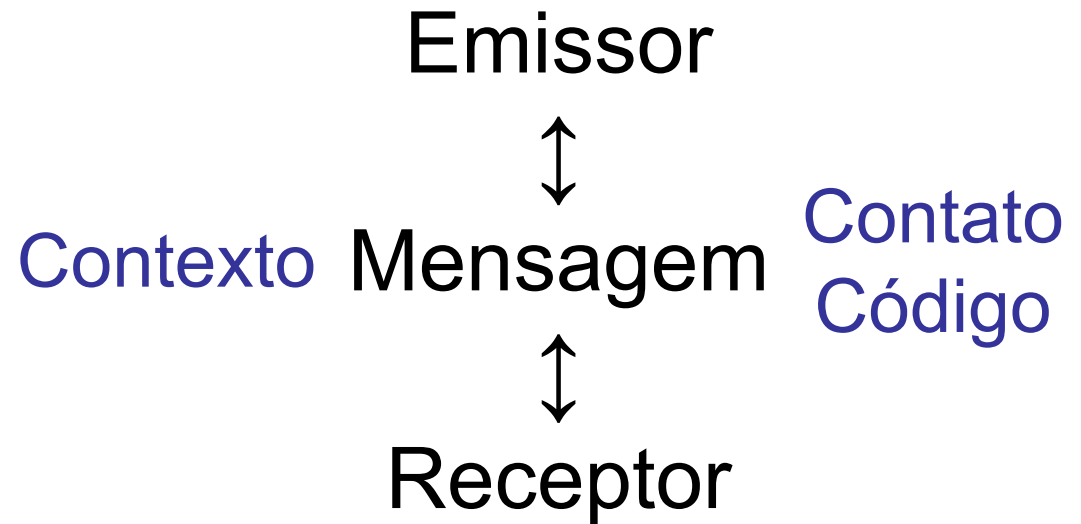 Emissor
↕
Contexto Mensagem Contato
Código
↕
Receptor